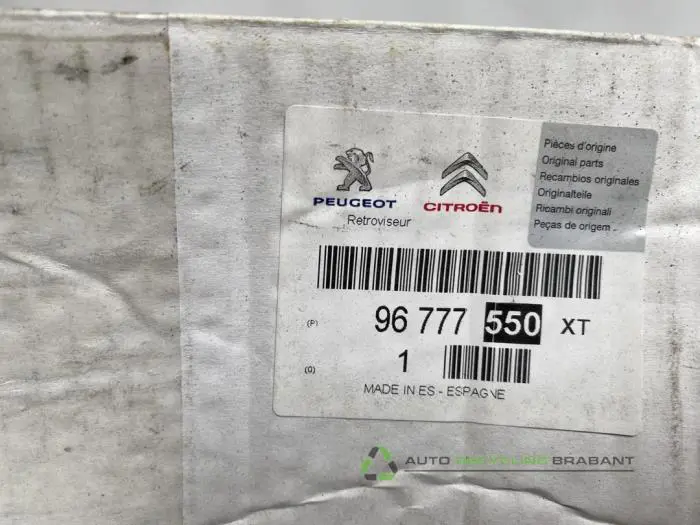 PEUGEOT
CITROËN
Retroviseur
Pièces d'origine
Original parts
Recambios originales
Originalteile
Ricambi originali
Peças de origem
(P) 96 777 550 XT
(Q) 1
MADE IN ES - ESPAGNE
AUTO RECYCLING BRABANT